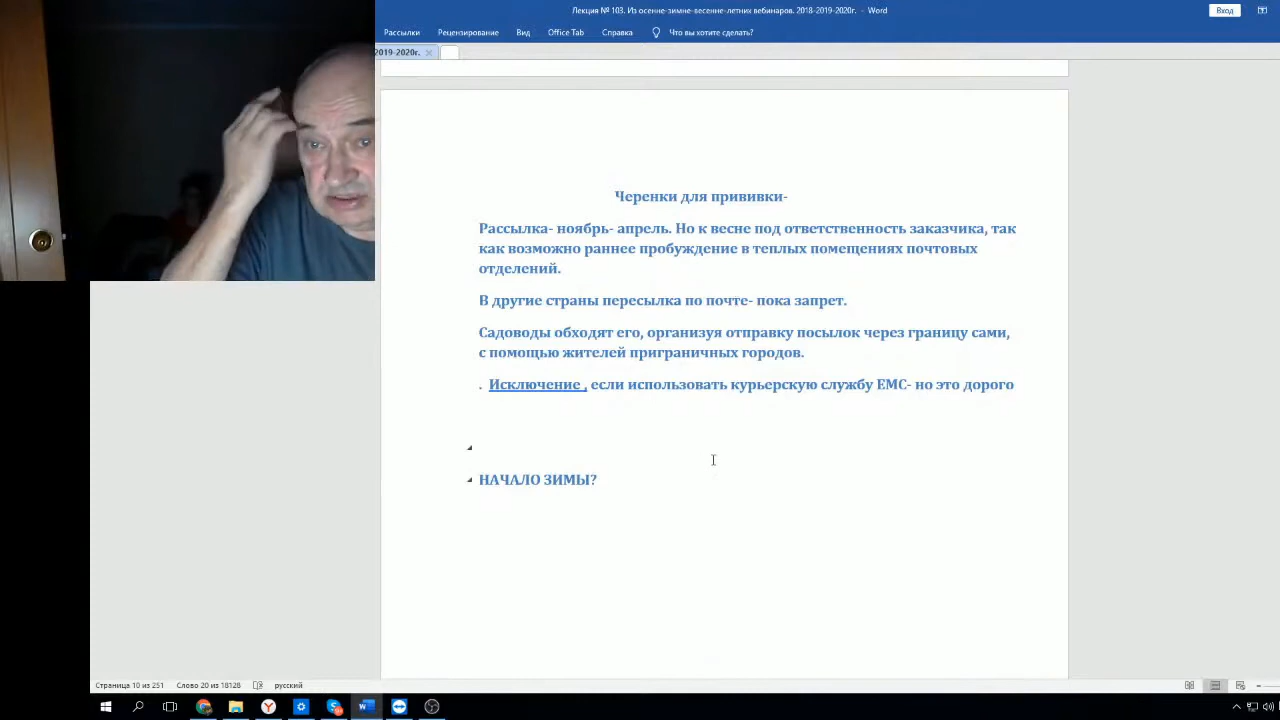 Лекция № 103. Из осенне-зимне-весенне-летних вебинаров. 2018-2019-2020г. - Word
Вход
Рассылки Рецензирование Вид Office Tab Справка Что вы хотите сделать?
2019-2020г.
Черенки для прививки-
Рассылка- ноябрь- апрель. Но к весне под ответственность заказчика, так
как возможно раннее пробуждение в теплых помещениях почтовых
отделений.
В другие страны пересылка по почте- пока запрет.
Садоводы обходят его, организуя отправку посылок через границу сами,
с помощью жителей приграничных городов.
. Исключение , если использовать курьерскую службу ЕМС- но это дорого
НАЧАЛО ЗИМЫ?
Страница 10 из 251 Слово 20 из 18128 русский